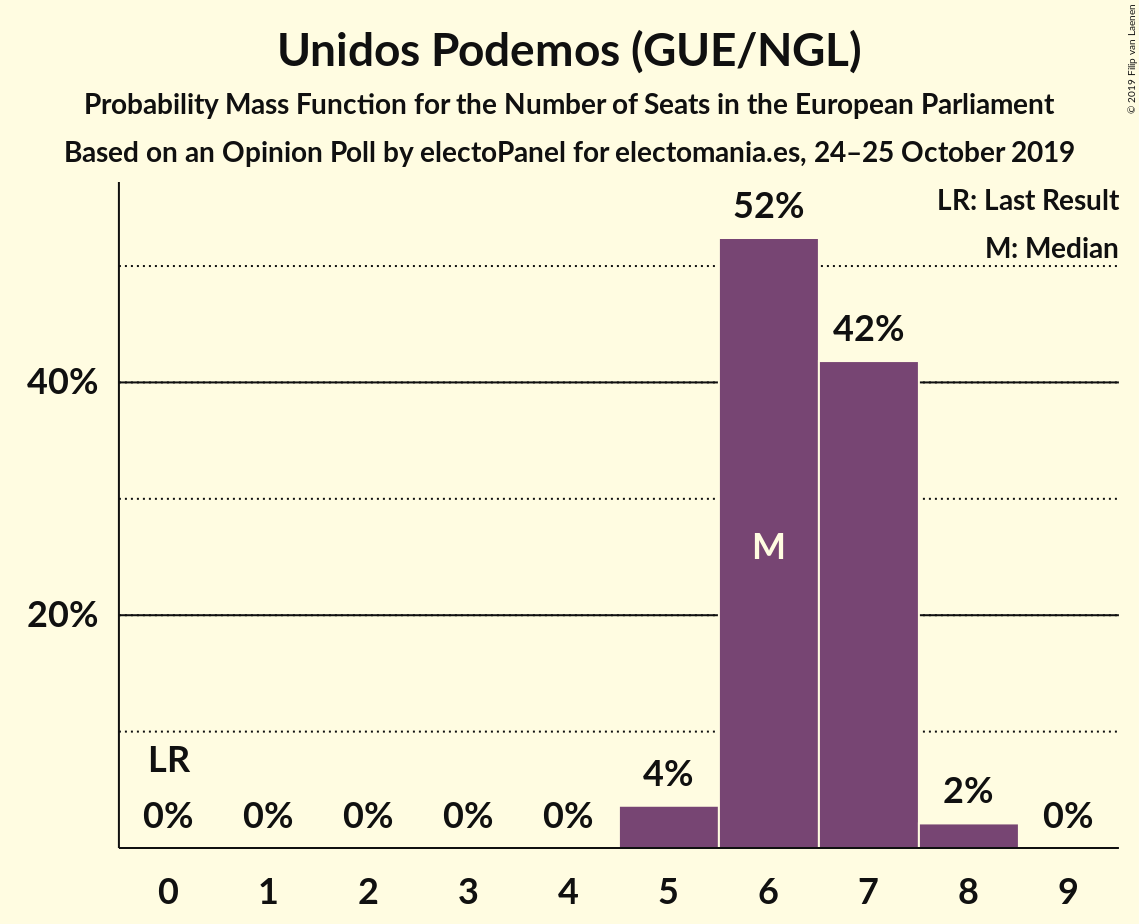 Unidos Podemos (GUE/NGL)
Probability Mass Function for the Number of Seats in the European Parliament
Based on an Opinion Poll by electoPanel for electomania.es, 24–25 October 2019
© 2019 Filip van Laenen
LR: Last Result
M: Median
52%
42%
40%
M
20%
LR
4%
2%
0% 0% 0% 0% 0% 0%
0 1 2 3 4 5 6 7 8 9